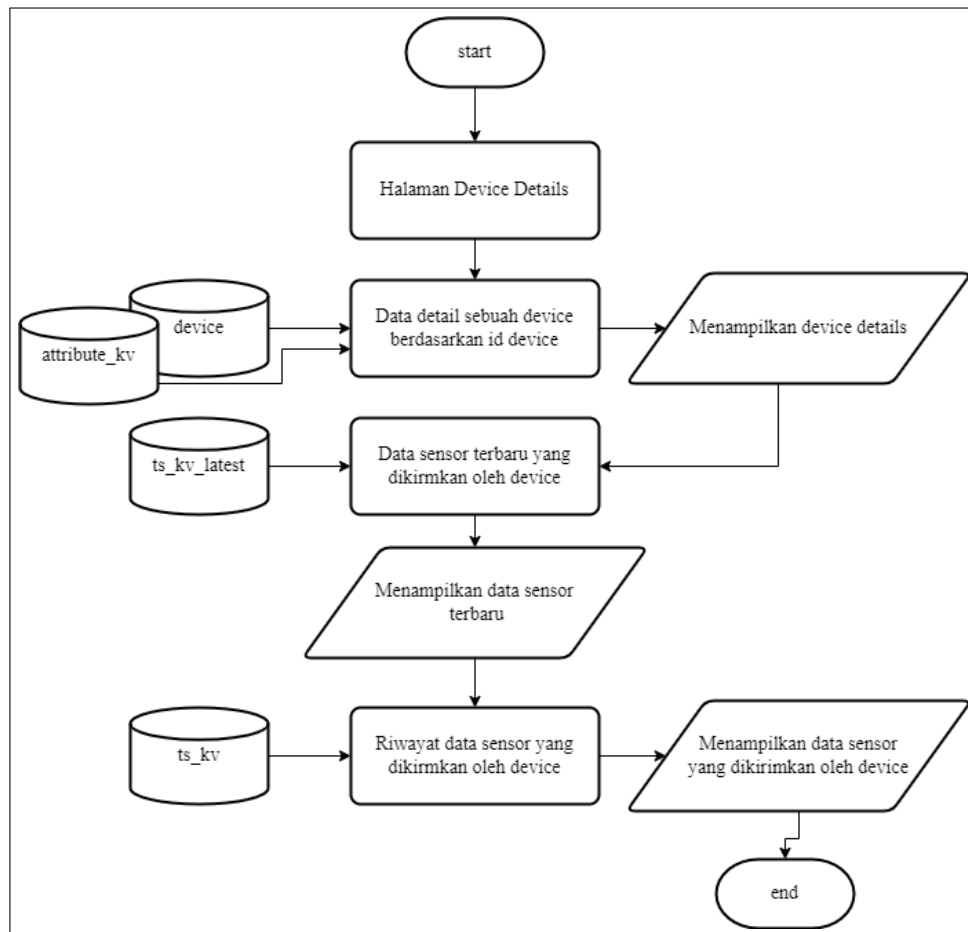 start
Halaman Device Details
device
attribute_kv
Data detail sebuah device
berdasarkan id device
Menampilkan device details
ts_kv_latest
Data sensor terbaru yang
dikirmkan oleh device
Menampilkan data sensor
terbaru
ts_kv
Riwayat data sensor yang
dikirmkan oleh device
Menampilkan data sensor
yang dikirimkan oleh device
end